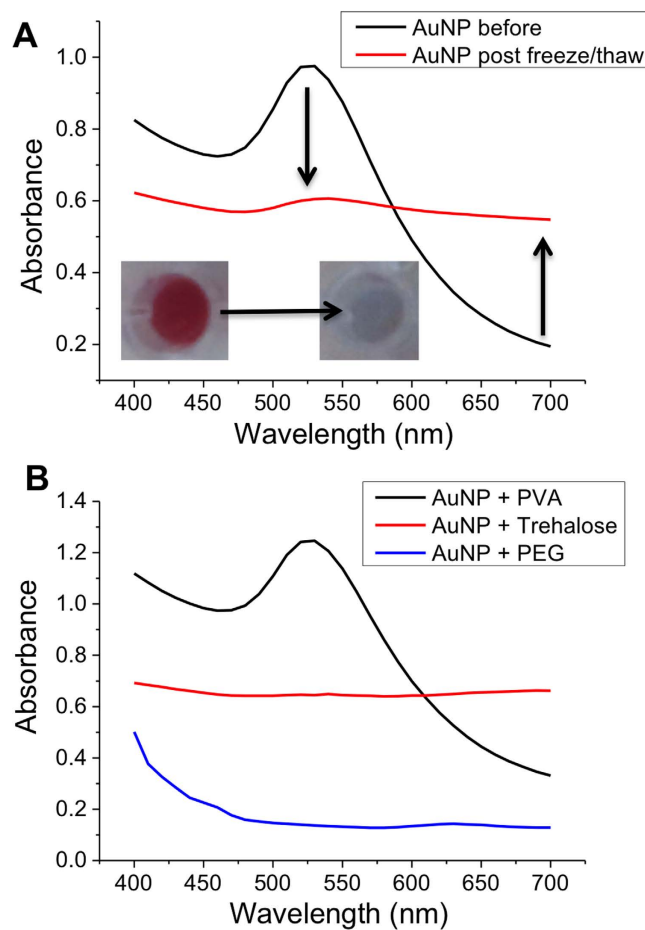 A
AuNP before
AuNP post freeze/thaw
1.0
0.8
0.6
0.4
0.2
Absorbance
400 450 500 550 600 650 700
Wavelength (nm)
B
AuNP + PVA
AuNP + Trehalose
AuNP + PEG
1.4
1.2
1.0
0.8
0.6
0.4
0.2
0.0
Absorbance
400 450 500 550 600 650 700
Wavelength (nm)